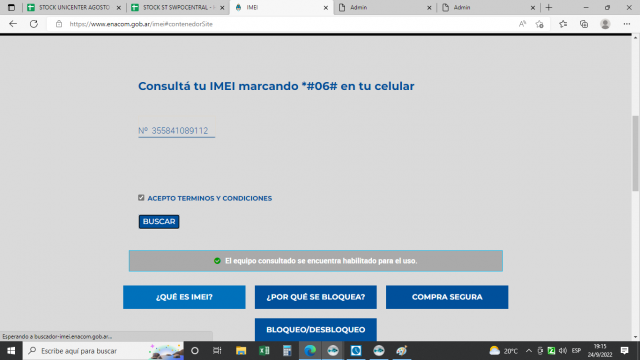 STOCK UNICENTER AGOSTO
STOCK ST SWPOCENTRAL -
IMEI
Admin
Admin
https://www.enacom.gob.ar/imei#contenedorSite
Consultá tu IMEI marcando *#06# en tu celular
Nº 355841089112
ACEPTO TERMINOS Y CONDICIONES
BUSCAR
El equipo consultado se encuentra habilitado para el uso.
¿QUÉ ES IMEI?
¿POR QUÉ SE BLOQUEA?
COMPRA SEGURA
BLOQUEO/DESBLOQUEO
Esperando a buscador-imei.enacom.gob.ar...
Escribe aquí para buscar
20°C
ESP
19:15
24/9/2022